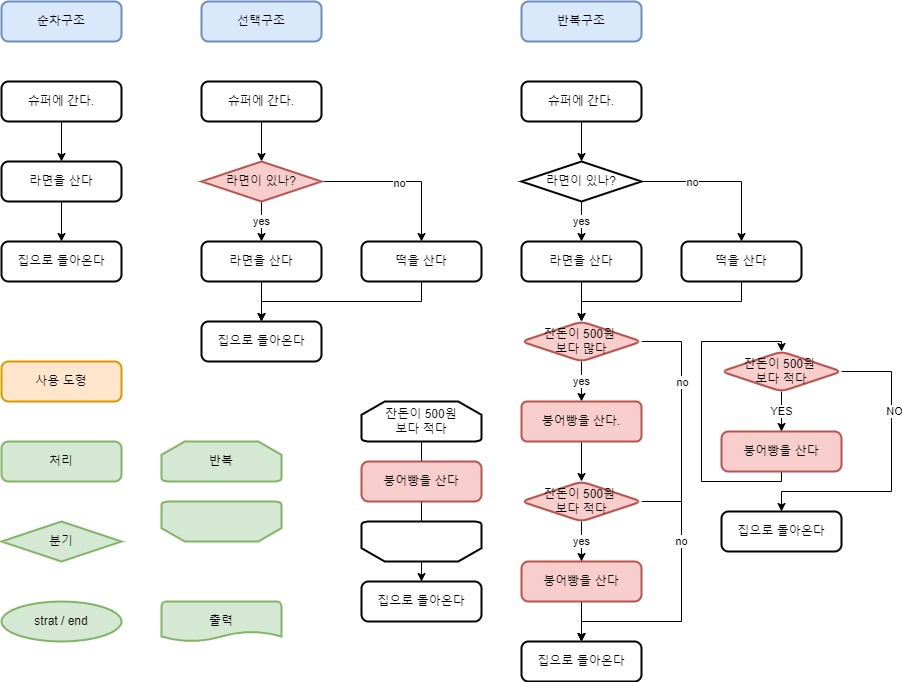 순차구조
선택구조
반복구조
슈퍼에 간다.
슈퍼에 간다.
슈퍼에 간다.
라면을 산다
라면이 있나?
no
라면이 있나?
no
yes
yes
집으로 돌아온다
라면을 산다
떡을 산다
라면을 산다
떡을 산다
집으로 돌아온다
잔돈이 500원
보다 많다
no
yes
잔돈이 500원
보다 적다
NO
YES
사용 도형
잔돈이 500원
보다 적다
붕어빵을 산다.
붕어빵을 산다
처리
반복
붕어빵을 산다
잔돈이 500원
보다 적다
no
yes
집으로 돌아온다
분기
집으로 돌아온다
붕어빵을 산다
strat / end
출력
집으로 돌아온다